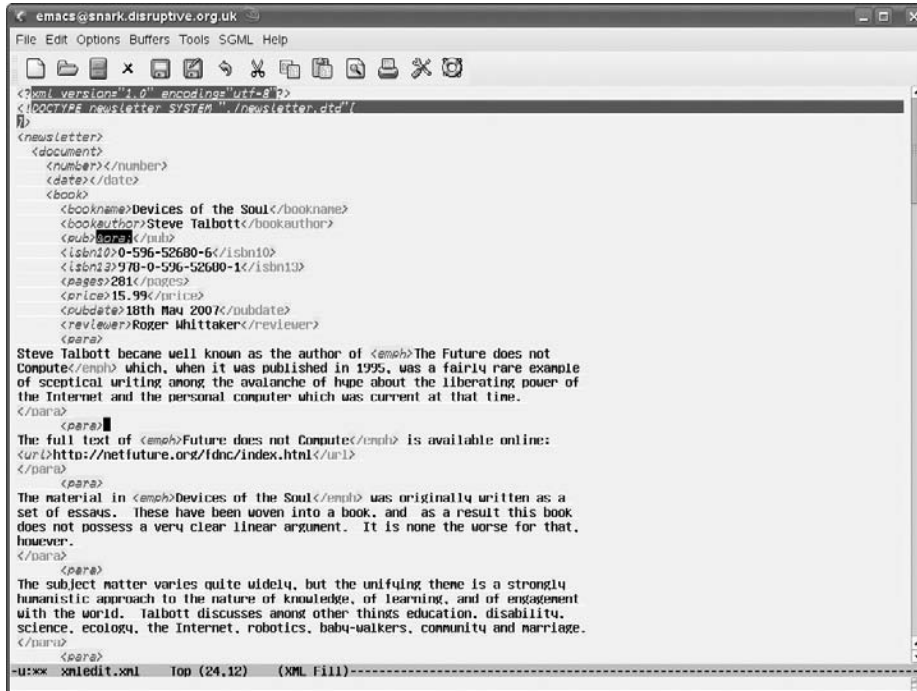 emacs@snark.disruptive.org.uk
File Edit Options Buffers Tools SGML Help
<?xml version="1.0" encoding="utf-8"?>
<!DOCTYPE newsletter SYSTEM "./newsletter.dtd"[
]>
<newsletter>
<document>
<number></number>
<date></date>
<book>
<bookname>Devices of the Soul</bookname>
<bookauthor>Steve Talbott</bookauthor>
<pub>&ora;</pub>
<isbn10>0-596-52680-6</isbn10>
<isbn13>978-0-596-52680-1</isbn13>
<pages>281</pages>
<price>15.99</price>
<pubdate>18th May 2007</pubdate>
<reviewer>Roger Whittaker</reviewer>
<para>
Steve Talbott became well known as the author of <emph>The Future does not
Compute</emph> which, when it was published in 1995, was a fairly rare example
of sceptical writing among the avalanche of hype about the liberating power of
the Internet and the personal computer which was current at that time.
</para>
<para>
The full text of <emph>Future does not Compute</emph> is available online:
<url>http://netfuture.org/fdnc/index.html</url>
</para>
<para>
The material in <emph>Devices of the Soul</emph> was originally written as a
set of essays. These have been woven into a book, and as a result this book
does not possess a very clear linear argument. It is none the worse for that,
however.
</para>
<para>
The subject matter varies quite widely, but the unifying theme is a strongly
humanistic approach to the nature of knowledge, of learning, and of engagement
with the world. Talbott discusses among other things education, disability,
science, ecology, the Internet, robotics, baby-walkers, community and marriage.
</para>
<para>
-u:** xmledit.xml Top (24,12) (XML Fill)--------------------------------------------------